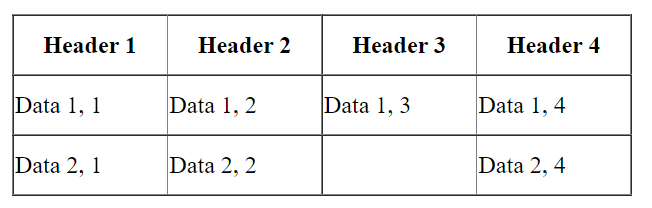 Header 1 Header 2 Header 3 Header 4
Data 1, 1 Data 1, 2 Data 1, 3 Data 1, 4
Data 2, 1 Data 2, 2 Data 2, 4